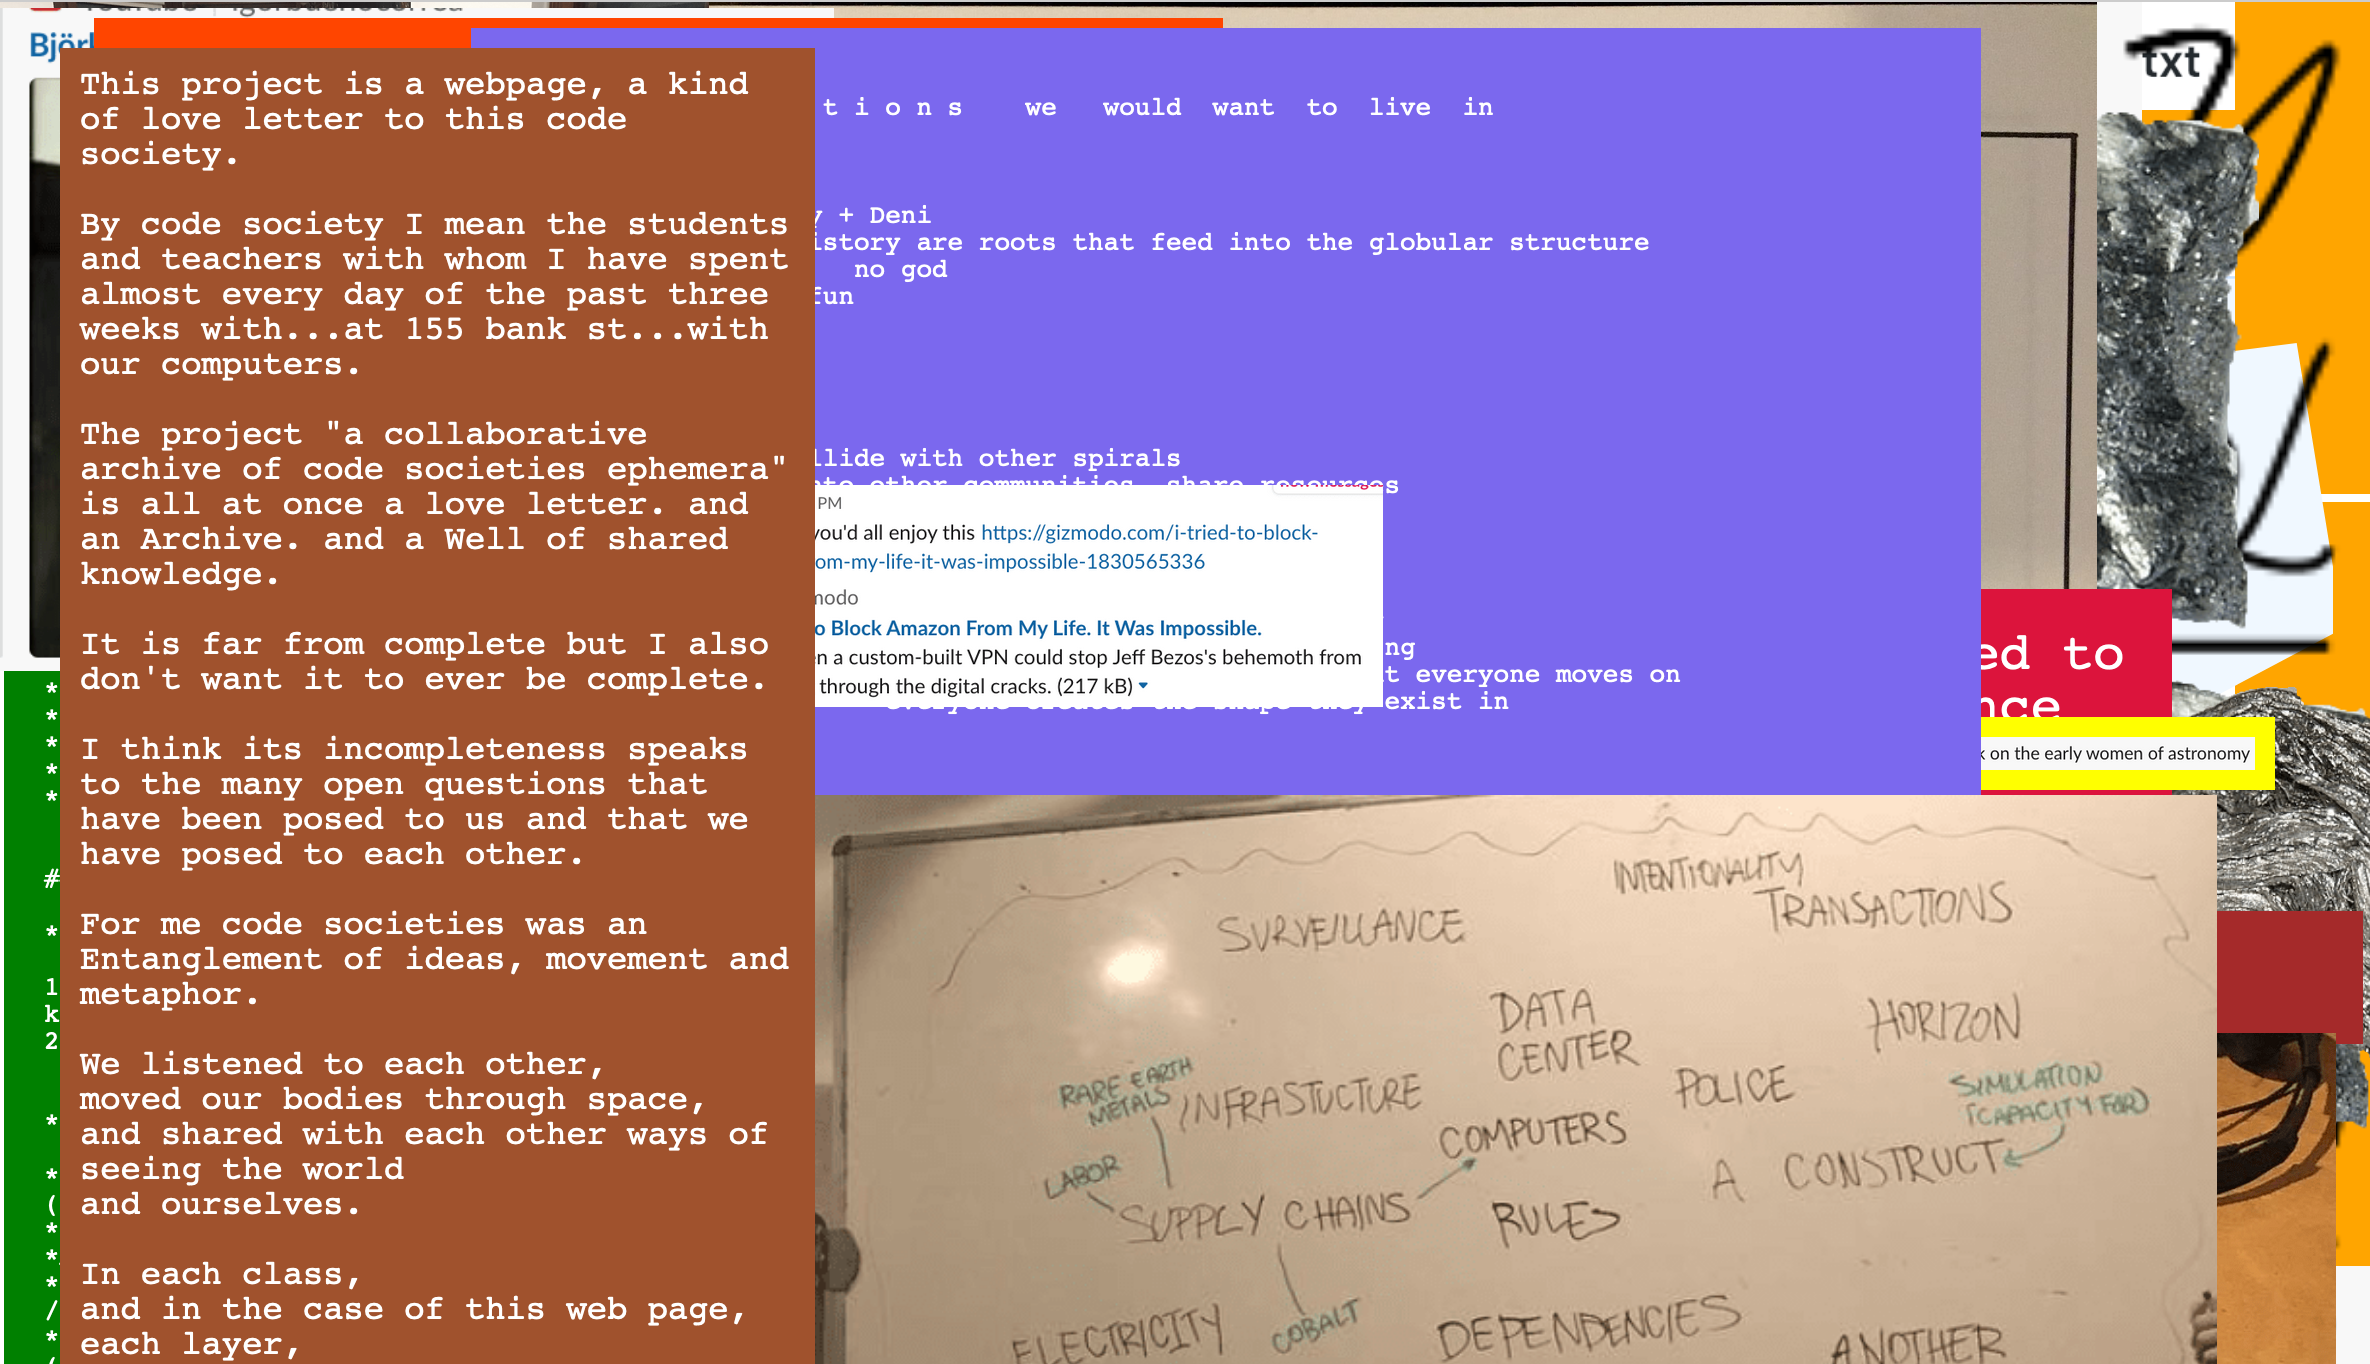 This project is a webpage, a kind
of love letter to this code
society.
By code society I mean the students
and teachers with whom I have spent
almost every day of the past three
weeks with...at 155 bank st...with
our computers.
The project "a collaborative
archive of code societies ephemera"
is all at once a love letter. and
an Archive. and a Well of shared
knowledge.
It is far from complete but I also
don't want it to ever be complete.
I think its incompleteness speaks
to the many open questions that
have been posed to us and that we
have posed to each other.
For me code societies was an
Entanglement of ideas, movement and
metaphor.
We listened to each other,
moved our bodies through space,
and shared with each other ways of
seeing the world
and ourselves.
In each class,
and in the case of this web page,
each layer,
Björ
txt
t i o n s we would want to live in
y + Deni
istory are roots that feed into the globular structure
no god
fun
llide with other spirals
to other communities, share resources
PM
you'd all enjoy this https://gizmodo.com/i-tried-to-block-
om-my-life-it-was-impossible-1830565336
modo
o Block Amazon From My Life. It Was Impossible.
n a custom-built VPN could stop Jeff Bezos's behemoth from
through the digital cracks. (217 kB)
ng
t everyone moves on
everyone creates the shape they exist in
ed to
nce
k on the early women of astronomy
*
*
*
*
*
#
*
1
k
2
*
*
(
*
*
*
/
*
INTENTIONALITY
SURVEILLANCE
TRANSACTIONS
DATA
CENTER
HORIZON
RARE EARTH
METALS
INFRASTUCTURE
POLICE
SIMULATION
(CAPACITY FOR)
COMPUTERS
LABOR
A CONSTRUCT
SUPPLY CHAINS
RULES
ELECTRICITY
COBALT
DEPENDENCIES
ANOTHER